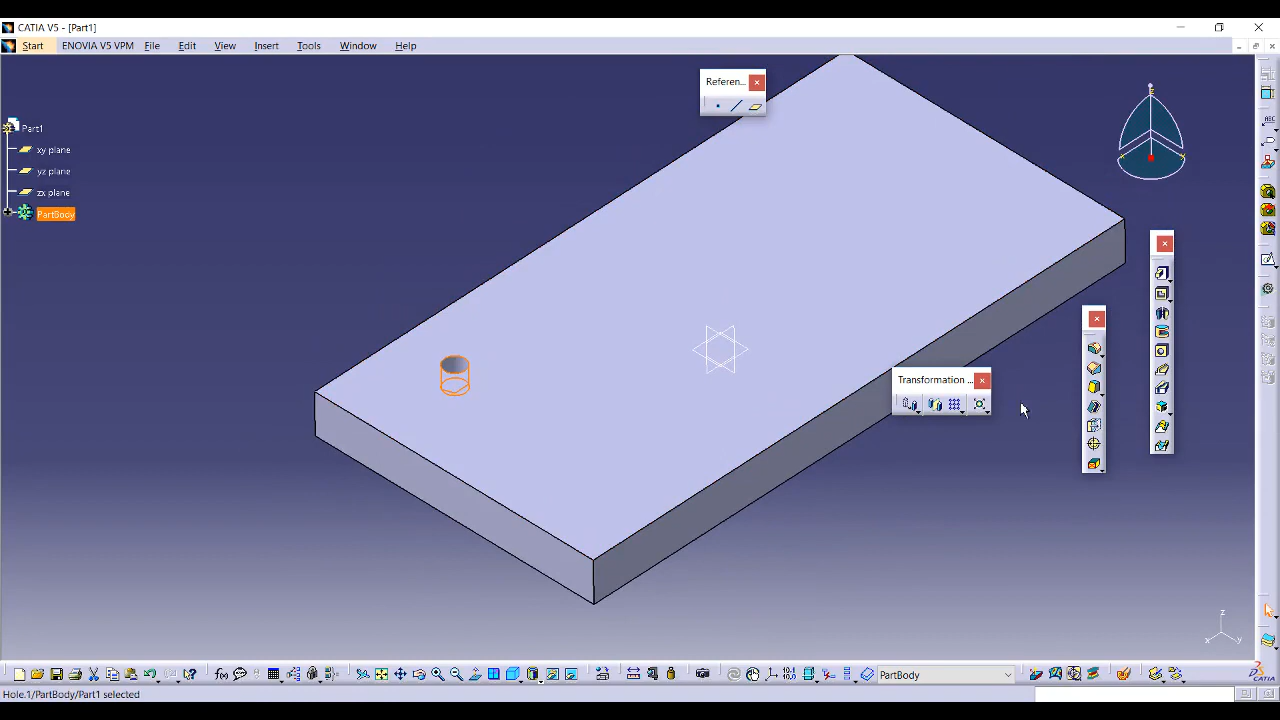 CATIA V5 - [Part1]
Start ENOVIA V5 VPM File Edit View Insert Tools Window Help
Referen...
Part1
xy plane
yz plane
zx plane
PartBody
Transformation ...
z
x y
PartBody
CATIA
Hole.1/PartBody/Part1 selected